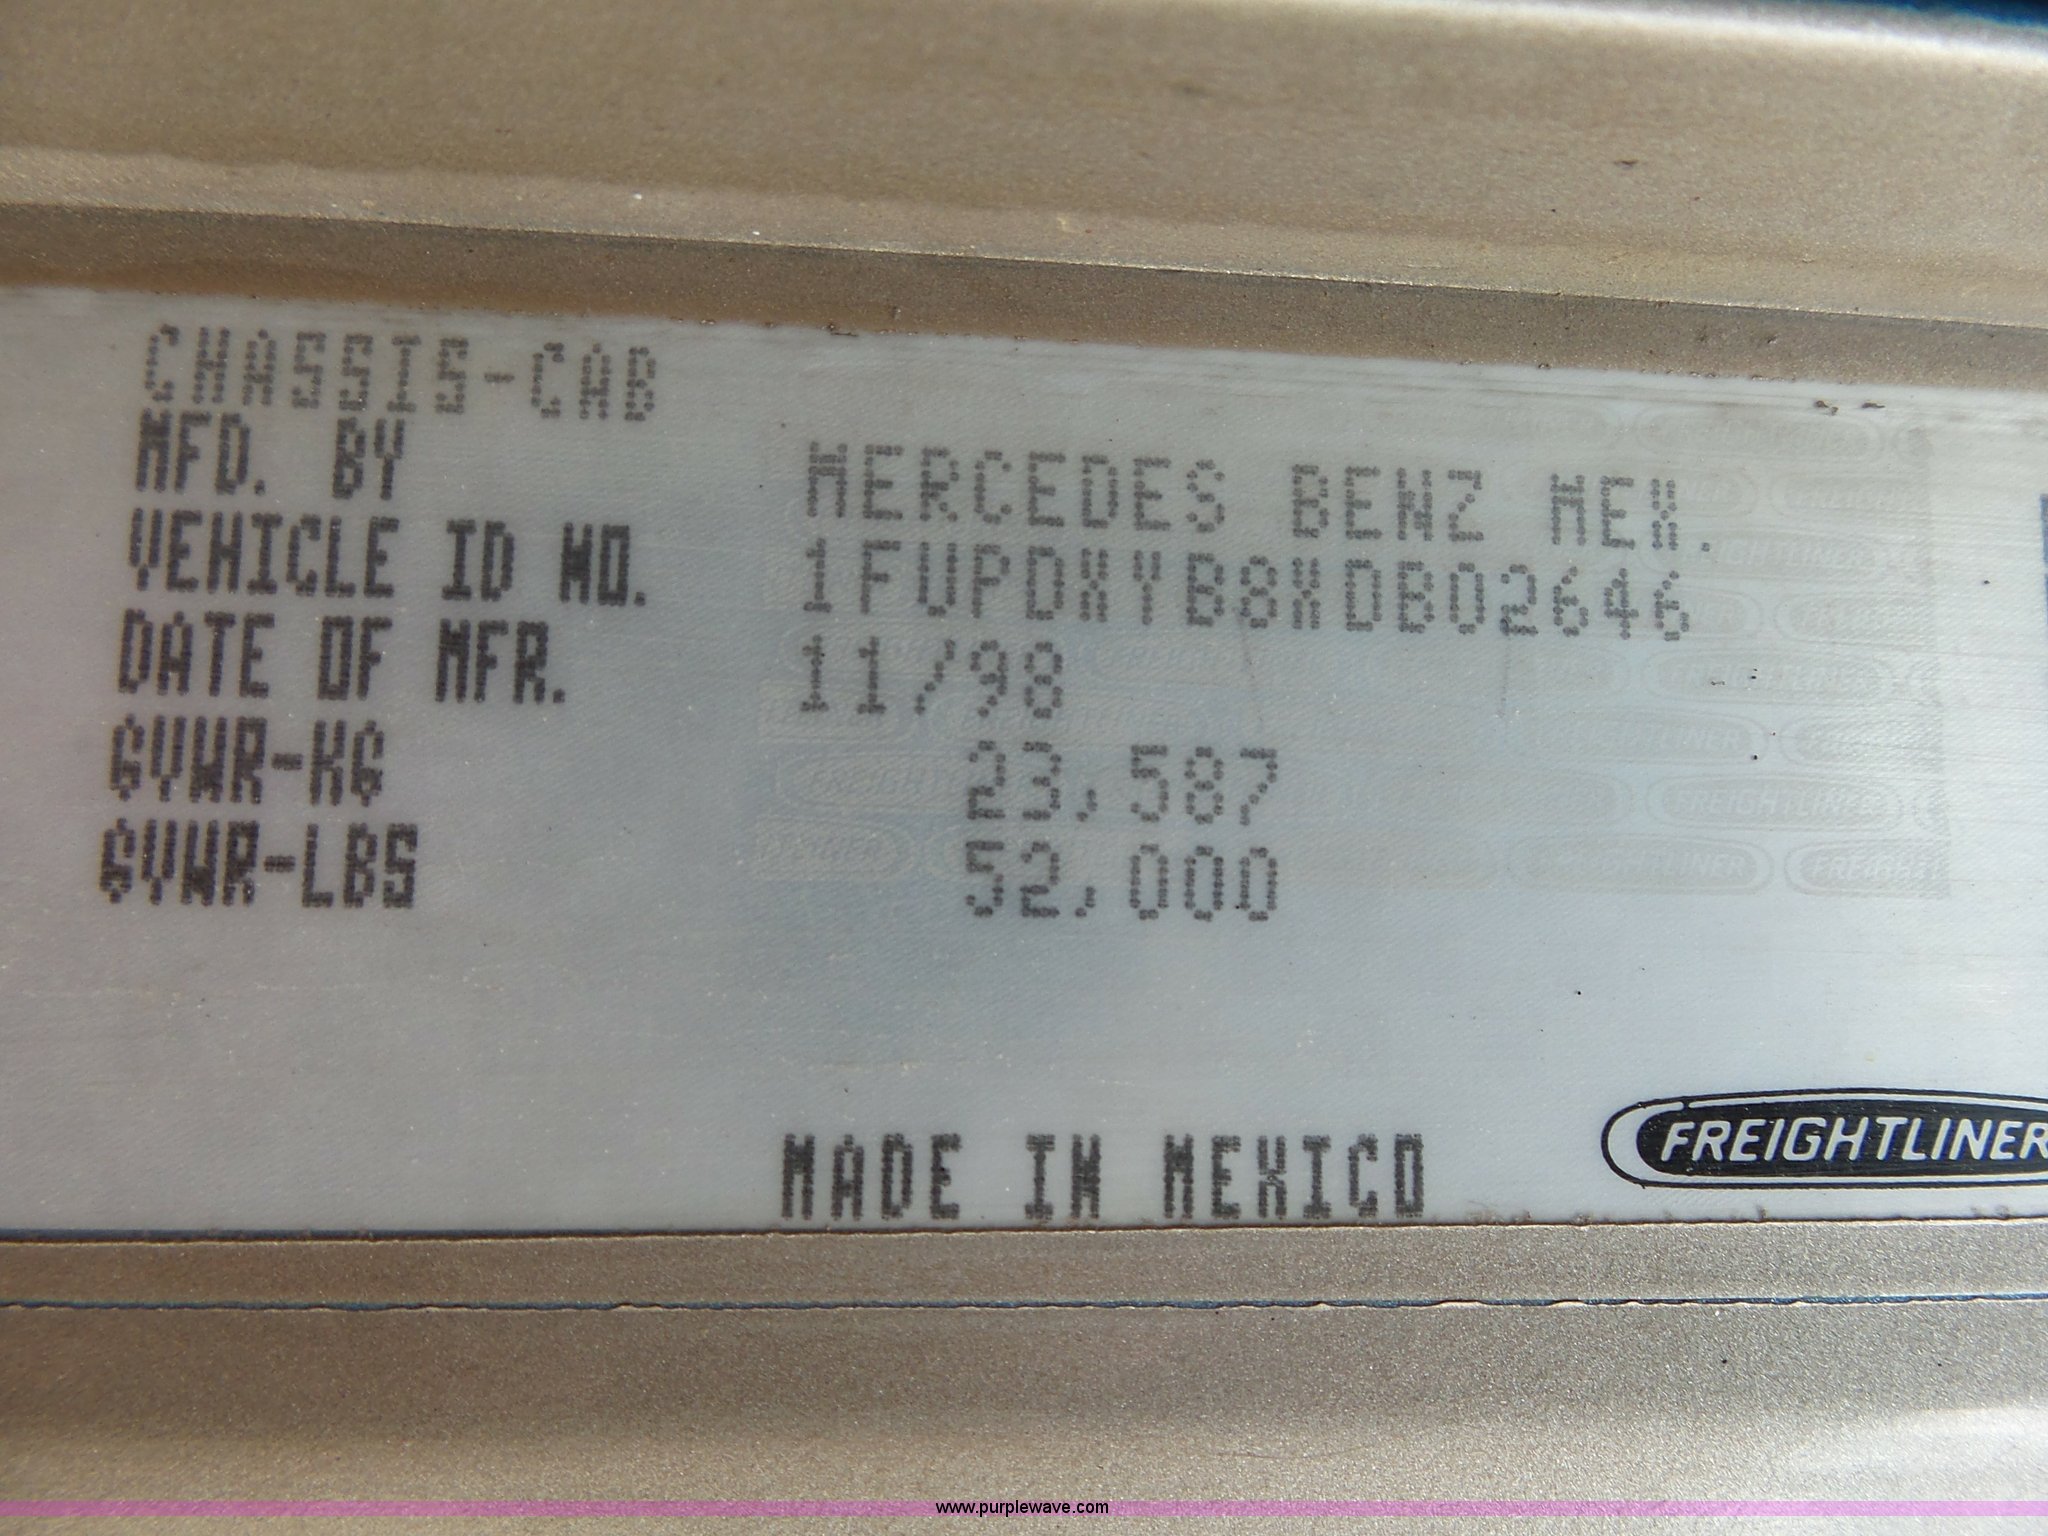 CHASSIS-CAB
MFD. BY MERCEDES BENZ MEX.
VEHICLE ID NO. 1FUPDXYB8XDB02646
DATE OF MFR. 11/98
GVWR-KG 23,587
GVWR-LBS 52,000
MADE IN MEXICO
FREIGHTLINER
www.purplewave.com